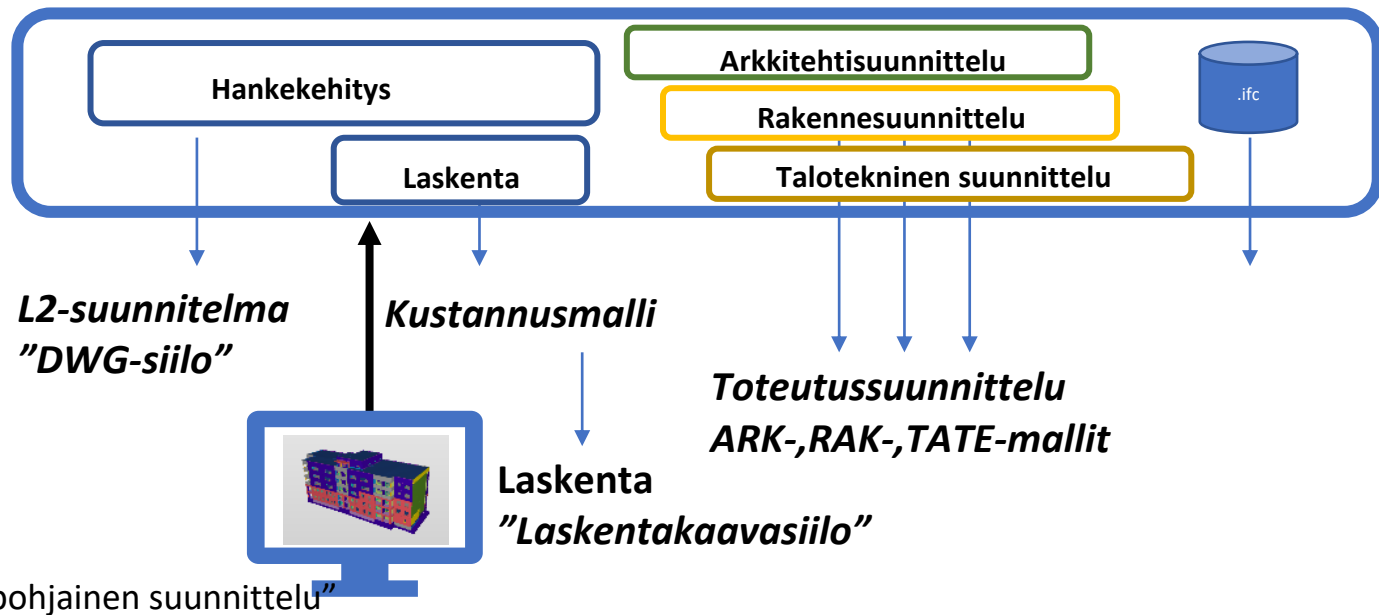 Hankekehitys
Laskenta
Arkkitehtisuunnittelu
Rakennesuunnittelu
Talotekninen suunnittelu
.ifc
L2-suunnitelma
”DWG-siilo”
Kustannusmalli
Laskenta
”Laskentakaavasiilo”
Toteutussuunnittelu
ARK-,RAK-,TATE-mallit
pohjainen suunnittelu”